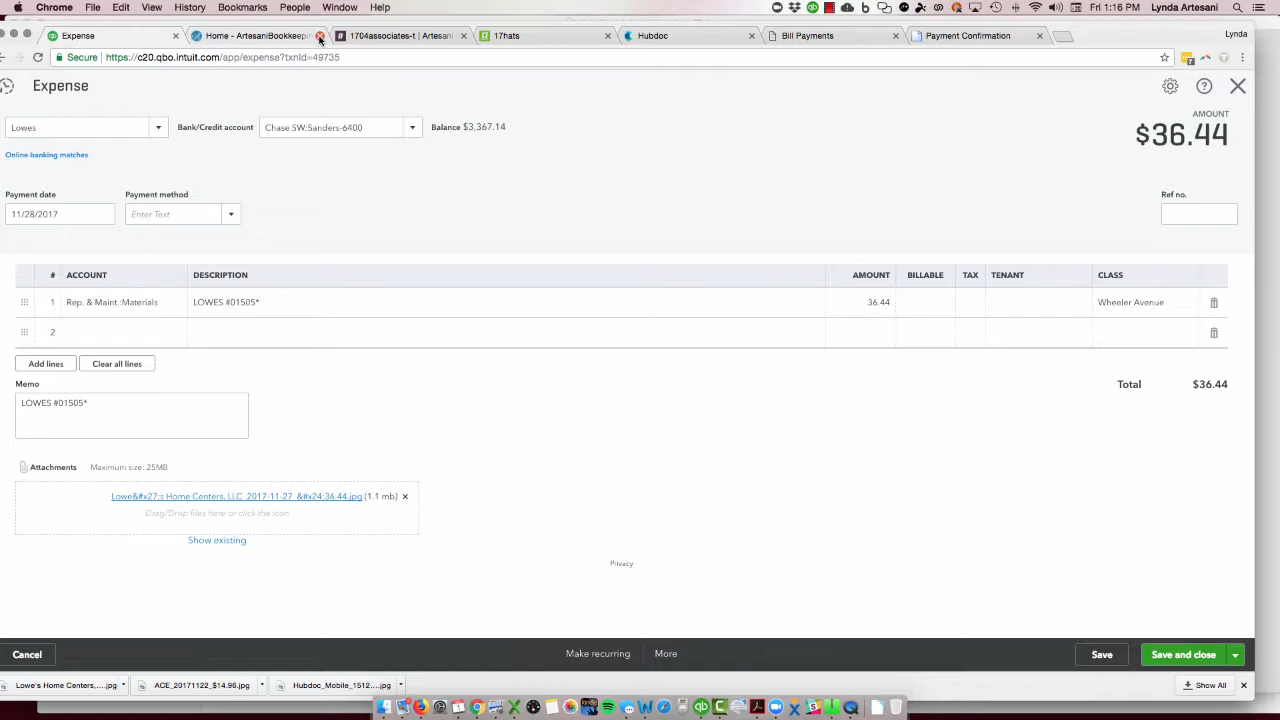 History Bookmarks People Window Help
Fri 1:16 PM Lynda Artesani
Expense
Home - ArtesaniBookkeep
1704associates-t | Artesan
17hats
Hubdoc
Bill Payments
Payment Confirmation
Lynda
Secure https://c20.qbo.intuit.com/app/expense?txnId=49735
Expense
AMOUNT
$36.44
Lowes
Bank/Credit account
Chase SW:Sanders-6400
Balance $3,367.14
Online banking matches
Payment date
Payment method
Ref no.
11/28/2017
Enter Text
# ACCOUNT DESCRIPTION AMOUNT BILLABLE TAX TENANT CLASS
1 Rep. & Maint.:Materials LOWES #01505* 36.44 Wheeler Avenue
2
Add lines Clear all lines
Memo
Total $36.44
LOWES #01505*
Attachments Maximum size: 25MB
Lowe&#x27;s Home Centers, LLC_2017-11-27_&#x24;36.44.jpg (1.1 mb)
Drag/Drop files here or click the icon
Show existing
Privacy
Cancel
Make recurring
More
Save
Save and close
Lowe's Home Centers,....jpg
ACE_20171122_$14.96.jpg
Hubdoc_Mobile_1512....jpg
Show All